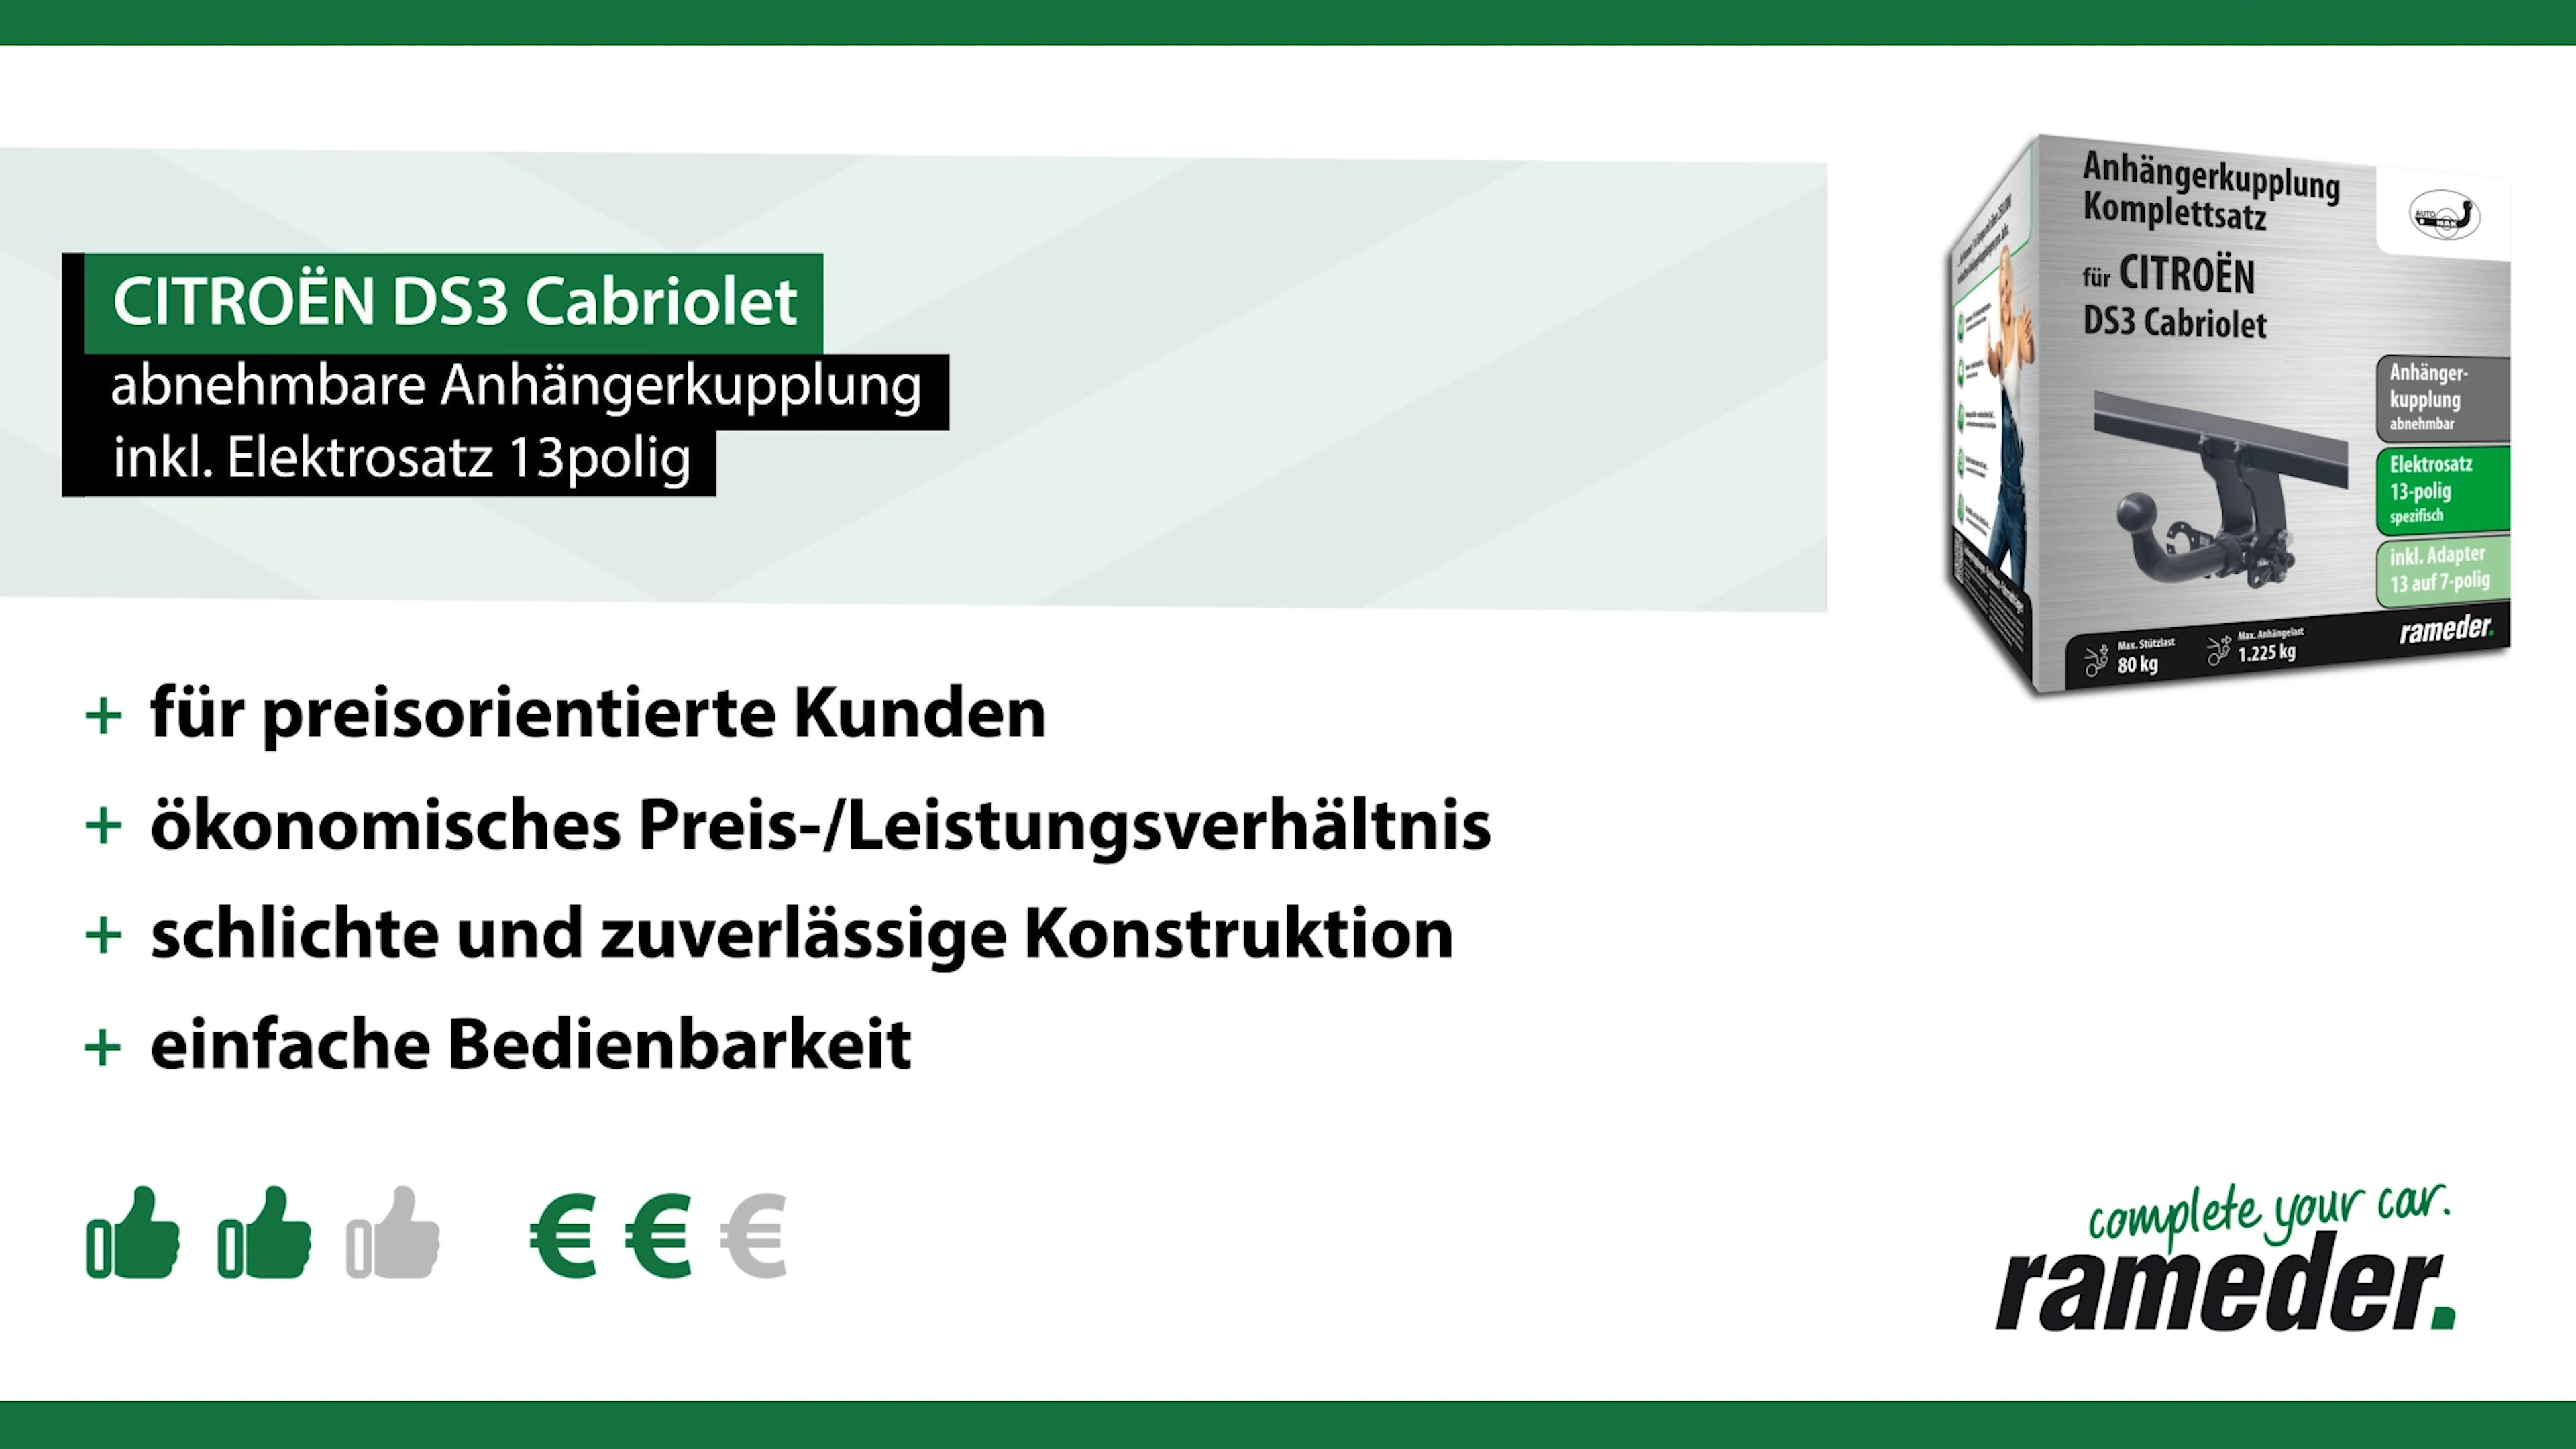 CITROËN DS3 Cabriolet
abnehmbare Anhängerkupplung
inkl. Elektrosatz 13polig
+ für preisorientierte Kunden
+ ökonomisches Preis-/Leistungsverhältnis
+ schlichte und zuverlässige Konstruktion
+ einfache Bedienbarkeit
€ € €
Anhängerkupplung
Komplettsatz
für CITROËN
DS3 Cabriolet
AUTO
HAK
Anhänger-
kupplung
abnehmbar
Elektrosatz
13-polig
spezifisch
inkl. Adapter
13 auf 7-polig
Max. Stützlast
80 kg
Max. Anhängelast
1.225 kg
rameder.
complete your car.
rameder.